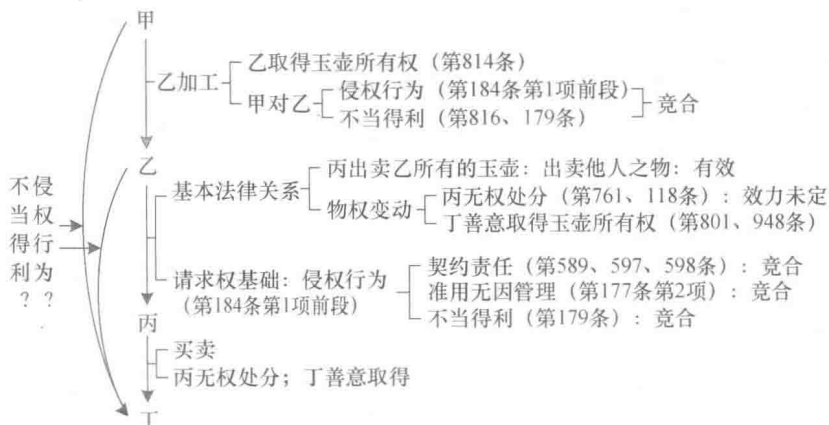 甲
乙加工
乙取得玉壶所有权（第814条）
甲对乙
侵权行为（第184条第1项前段）
不当得利（第816、179条）
竞合
乙
不当得利？
侵权行为？
基本法律关系
丙出卖乙所有的玉壶：出卖他人之物：有效
物权变动
丙无权处分（第761、118条）：效力未定
丁善意取得玉壶所有权（第801、948条）
请求权基础：侵权行为
（第184条第1项前段）
契约责任（第589、597、598条）：竞合
准用无因管理（第177条第2项）：竞合
不当得利（第179条）：竞合
丙
买卖
丙无权处分；丁善意取得
丁